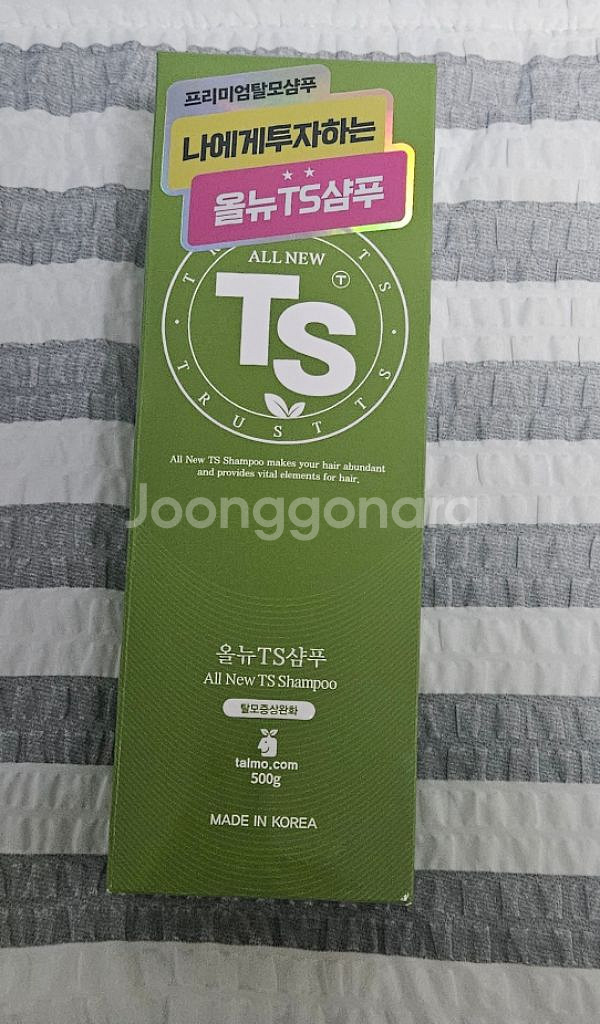 프리미엄탈모샴푸
나에게투자하는
올뉴TS샴푸
ALL NEW
TS
T
TRUST TS
All New TS Shampoo makes your hair abundant
and provides vital elements for hair.
Joonggonara
올뉴TS샴푸
All New TS Shampoo
탈모증상완화
talmo.com
500g
MADE IN KOREA